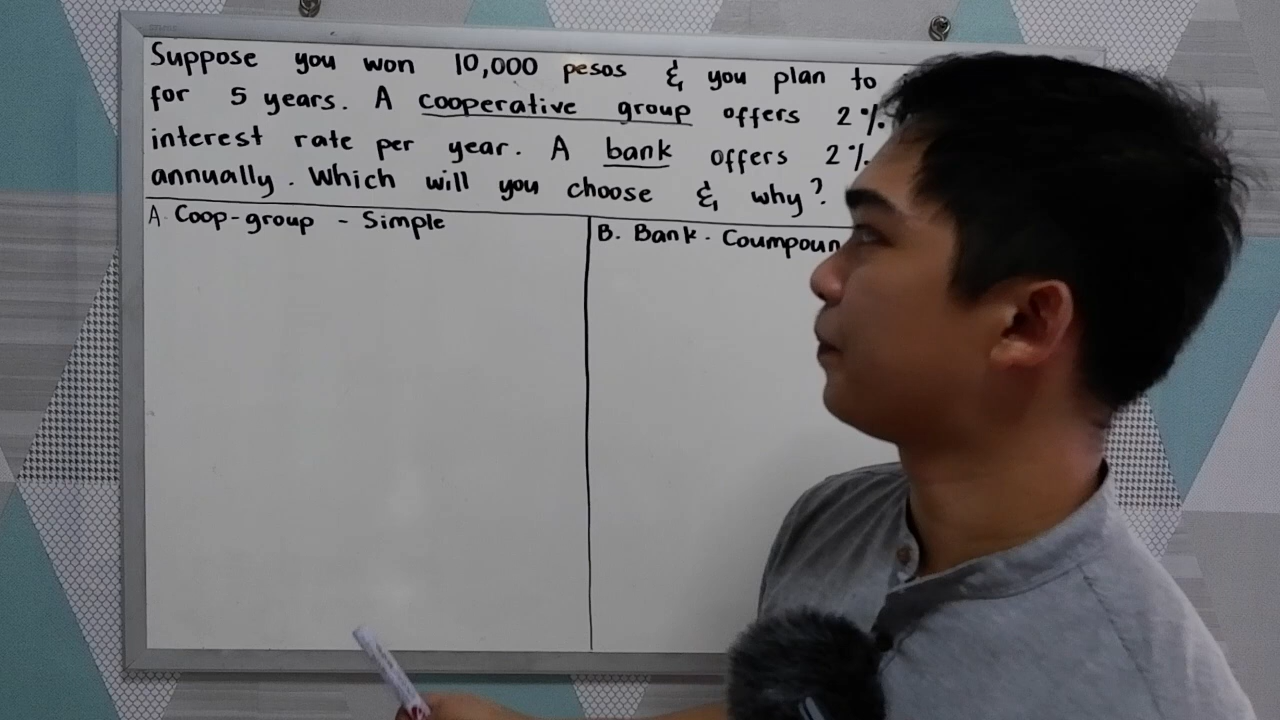 Suppose you won 10,000 pesos & you plan to
for 5 years. A cooperative group offers 2%
interest rate per year. A bank offers 2%
annually. Which will you choose & why?
A. Coop-group - Simple
B. Bank - Coumpoun